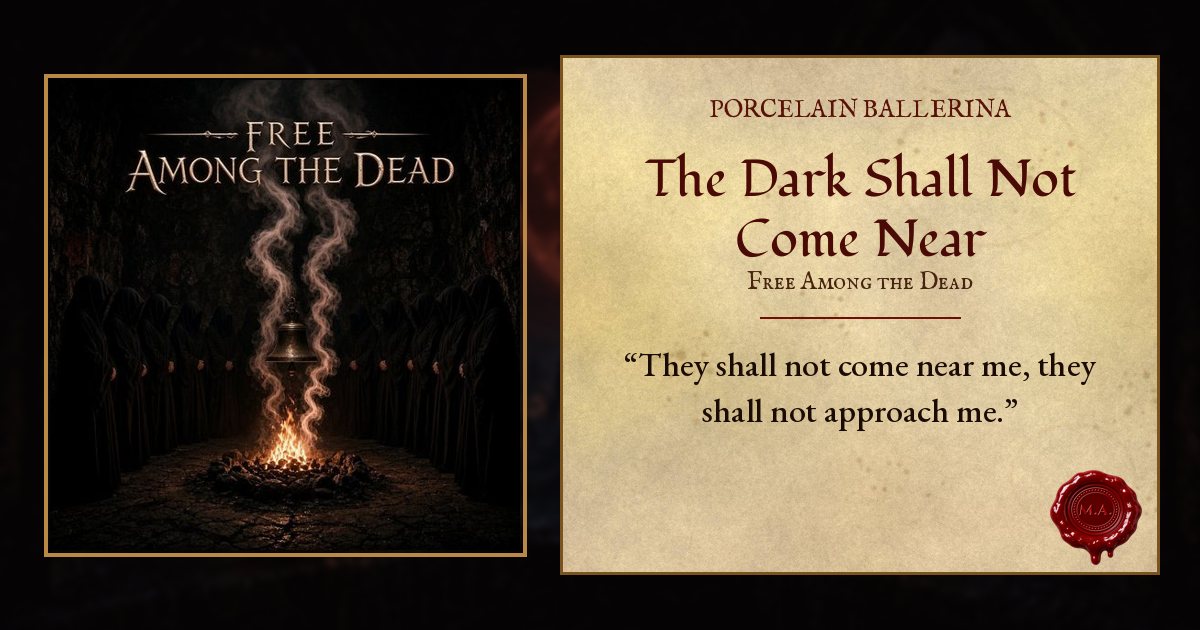 FREE
AMONG THE DEAD
PORCELAIN BALLERINA
The Dark Shall Not
Come Near
FREE AMONG THE DEAD
“They shall not come near me, they
shall not approach me.”
M.A.